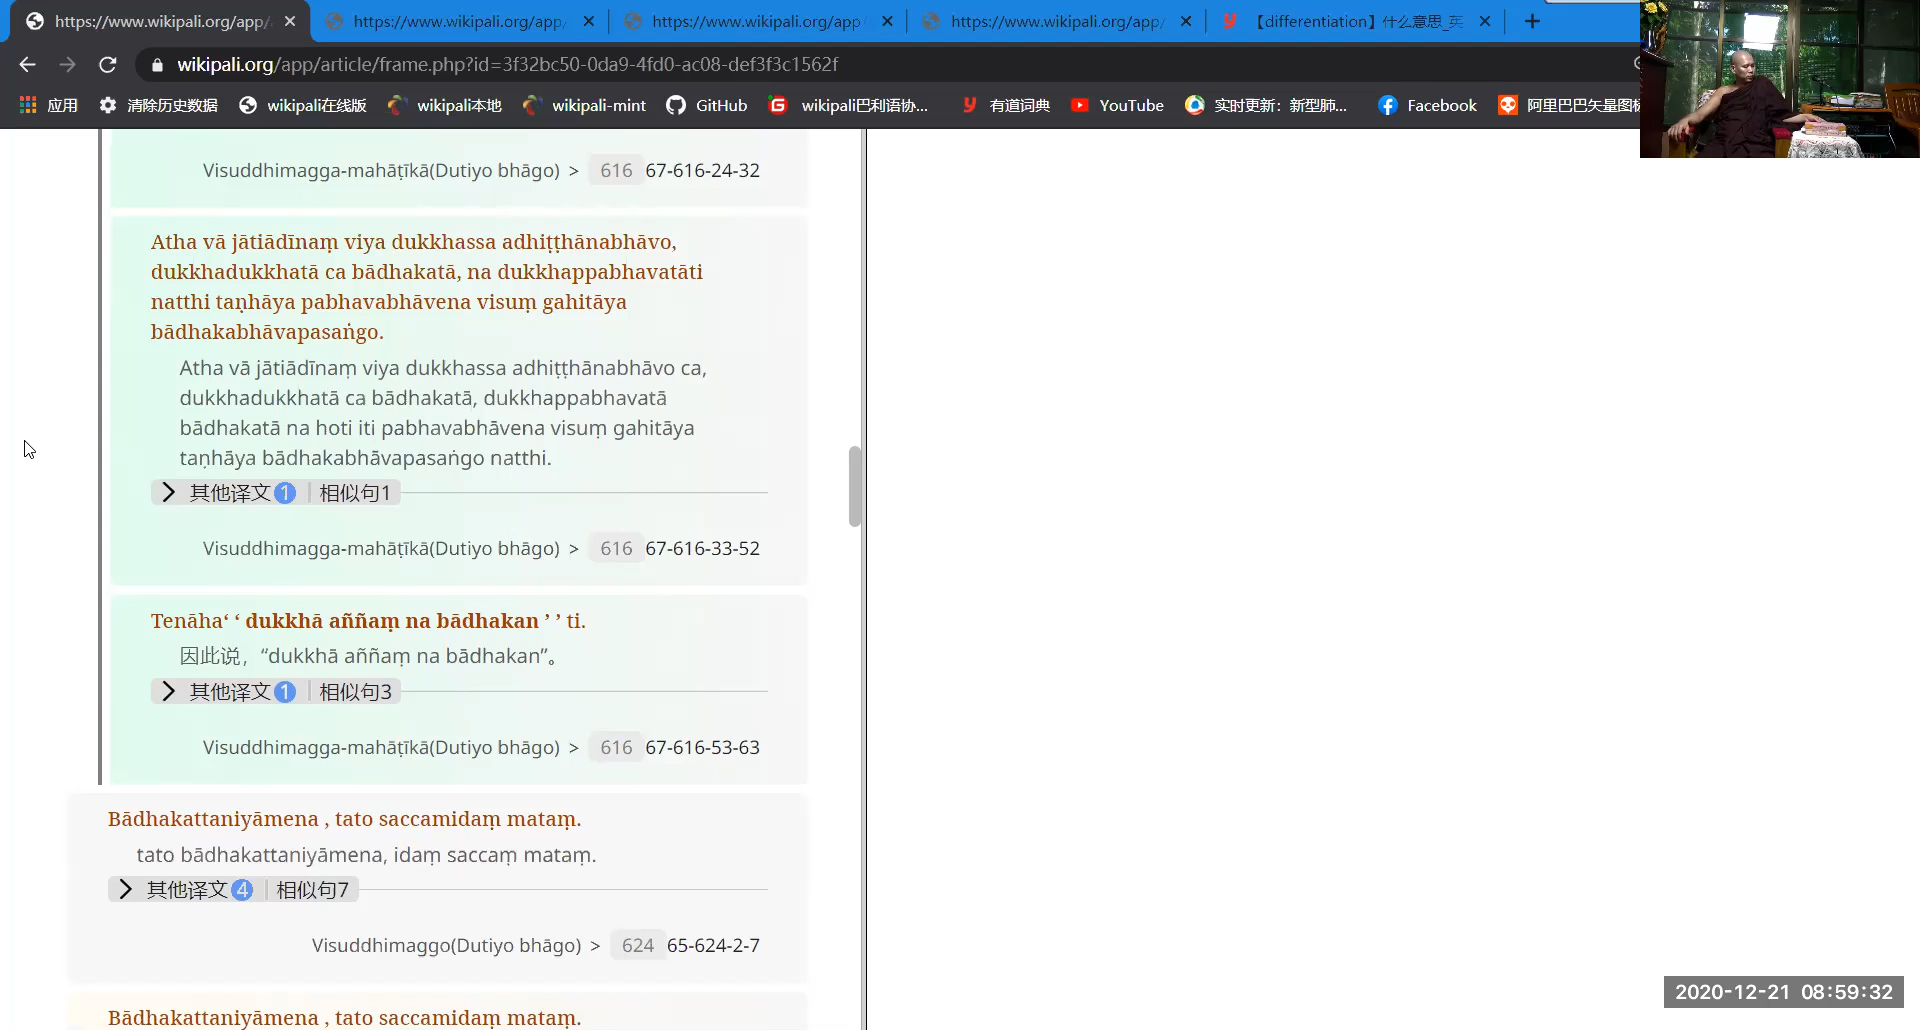 https://www.wikipali.org/app/
https://www.wikipali.org/app/
https://www.wikipali.org/app
https://www.wikipali.org/app/
【differentiation】什么意思_英
wikipali.org/app/article/frame.php?id=3f32bc50-0da9-4fd0-ac08-def3f3c1562f
应用 清除历史数据 wikipali在线版 wikipali本地 wikipali-mint GitHub wikipali巴利语协... 有道词典 YouTube 实时更新：新型肺... Facebook 阿里巴巴矢量图标
Visuddhimagga-mahāṭīkā(Dutiyo bhāgo) > 616 67-616-24-32
Atha vā jātiādīnaṃ viya dukkhassa adhiṭṭhānabhāvo,
dukkhadukkhatā ca bādhakatā, na dukkhappabhavatāti
natthi taṇhāya pabhavabhāvena visuṃ gahitāya
bādhakabhāvapasaṅgo.
Atha vā jātiādīnaṃ viya dukkhassa adhiṭṭhānabhāvo ca,
dukkhadukkhatā ca bādhakatā, dukkhappabhavatā
bādhakatā na hoti iti pabhavabhāvena visuṃ gahitāya
taṇhāya bādhakabhāvapasaṅgo natthi.
其他译文 1 | 相似句1
Visuddhimagga-mahāṭīkā(Dutiyo bhāgo) > 616 67-616-33-52
Tenāha‘ ‘ dukkhā aññaṃ na bādhakan ’ ’ ti.
因此说，“dukkhā aññaṃ na bādhakan”。
其他译文 1 | 相似句3
Visuddhimagga-mahāṭīkā(Dutiyo bhāgo) > 616 67-616-53-63
Bādhakattaniyāmena , tato saccamidaṃ mataṃ.
tato bādhakattaniyāmena, idaṃ saccaṃ mataṃ.
其他译文 4 | 相似句7
Visuddhimaggo(Dutiyo bhāgo) > 624 65-624-2-7
Bādhakattaniyāmena , tato saccamidaṃ mataṃ.
2020-12-21 08:59:32